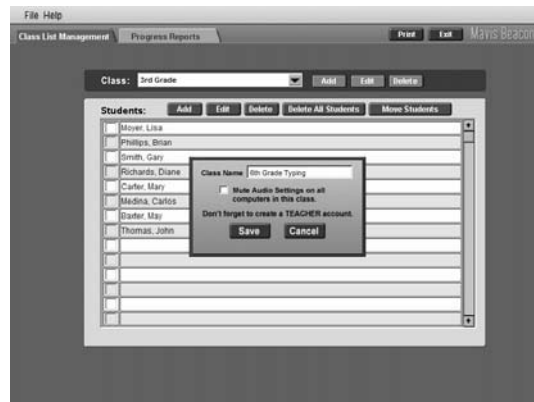 File Help
Class List Management Progress Reports Print Exit Mavis Beacon
Class: 3rd Grade Add Edit Delete
Students: Add Edit Delete Delete All Students Move Students
Moyer, Lisa
Phillips, Brian
Smith, Gary
Richards, Diane
Carter, Mary
Medina, Carlos
Baxter, May
Thomas, John
Class Name 6th Grade Typing
Mute Audio Settings on all
computers in this class.
Don't forget to create a TEACHER account.
Save Cancel